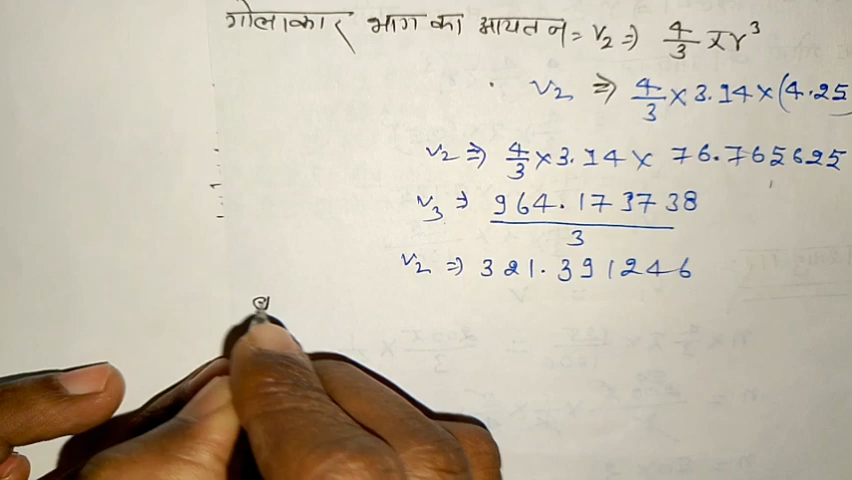 गोलाकार भाग का आयतन = V₂ ⇒ 4/3 πr³
V₂ ⇒ 4/3 × 3.14 × (4.25
V₂ ⇒ 4/3 × 3.14 × 76.765625
V₃ ⇒ 964.173738/3
V₂ ⇒ 321.391246